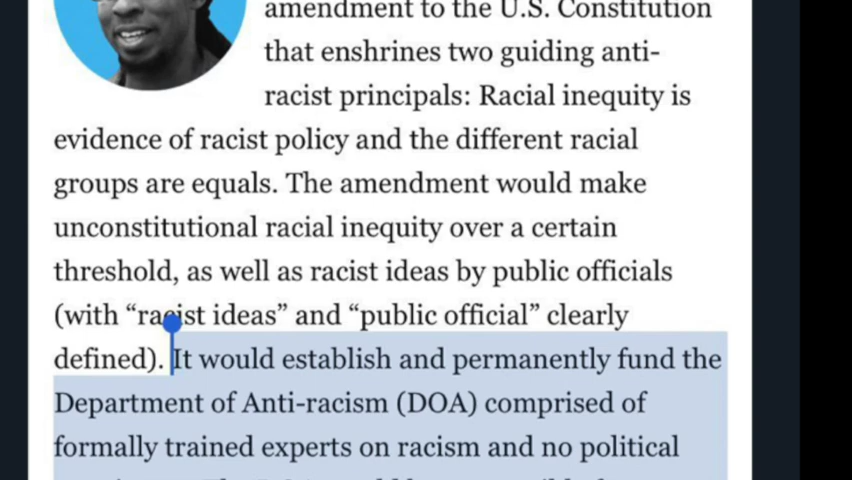 amendment to the U.S. Constitution
that enshrines two guiding anti-
racist principals: Racial inequity is
evidence of racist policy and the different racial
groups are equals. The amendment would make
unconstitutional racial inequity over a certain
threshold, as well as racist ideas by public officials
(with “racist ideas” and “public official” clearly
defined). It would establish and permanently fund the
Department of Anti-racism (DOA) comprised of
formally trained experts on racism and no political